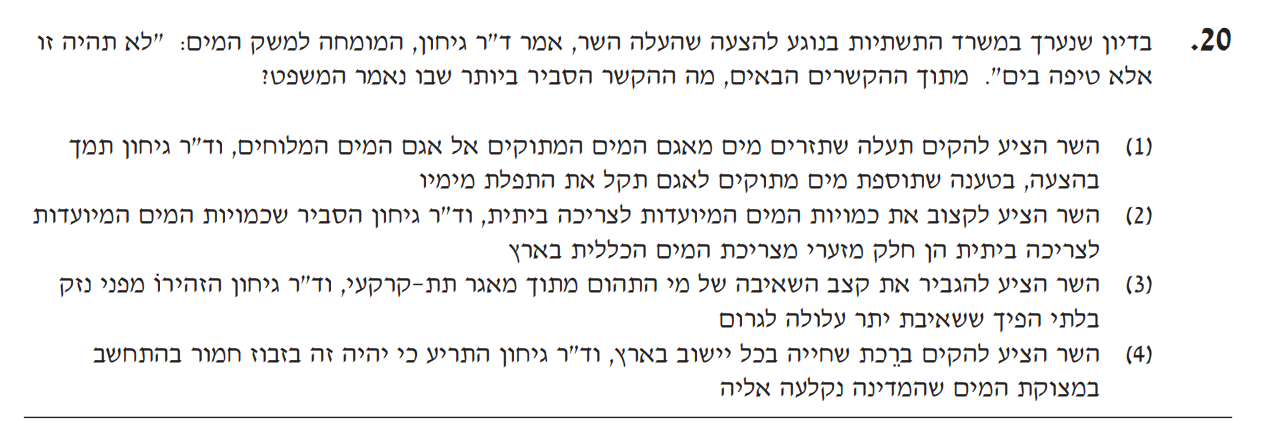 20. בדיון שנערך במשרד התשתיות בנוגע להצעה שהעלה השר, אמר ד"ר גיחון, המומחה למשק המים: "לא תהיה זו
אלא טיפה בים". מתוך ההקשרים הבאים, מה ההקשר הסביר ביותר שבו נאמר המשפט?
(1) השר הציע להקים תעלה שתזרים מים מאגם המים המתוקים אל אגם המים המלוחים, וד"ר גיחון תמך
בהצעה, בטענה שתוספת מים מתוקים לאגם תקל את התפלת מימיו
(2) השר הציע לקצוב את כמויות המים המיועדות לצריכה ביתית, וד"ר גיחון הסביר שכמויות המים המיועדות
לצריכה ביתית הן חלק מזערי מצריכת המים הכללית בארץ
(3) השר הציע להגביר את קצב השאיבה של מי התהום מתוך מאגר תת-קרקעי, וד"ר גיחון הזהירוֹ מפני נזק
בלתי הפיך ששאיבת יתר עלולה לגרום
(4) השר הציע להקים ברֵכת שחייה בכל יישוב בארץ, וד"ר גיחון התריע כי יהיה זה בזבוז חמור בהתחשב
במצוקת המים שהמדינה נקלעה אליה